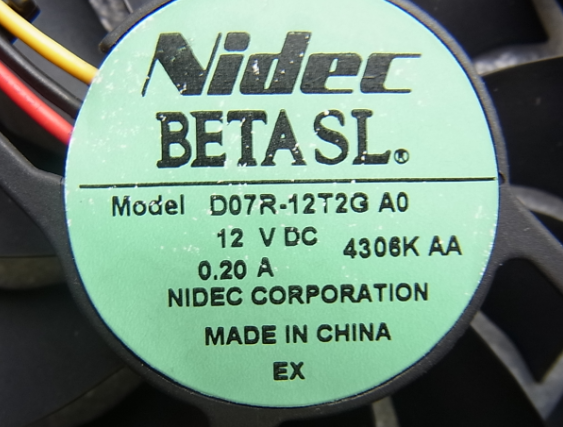 Nidec
BETA SL®
Model D07R-12T2G A0
12 V DC
4306K AA
0.20 A
NIDEC CORPORATION
MADE IN CHINA
EX